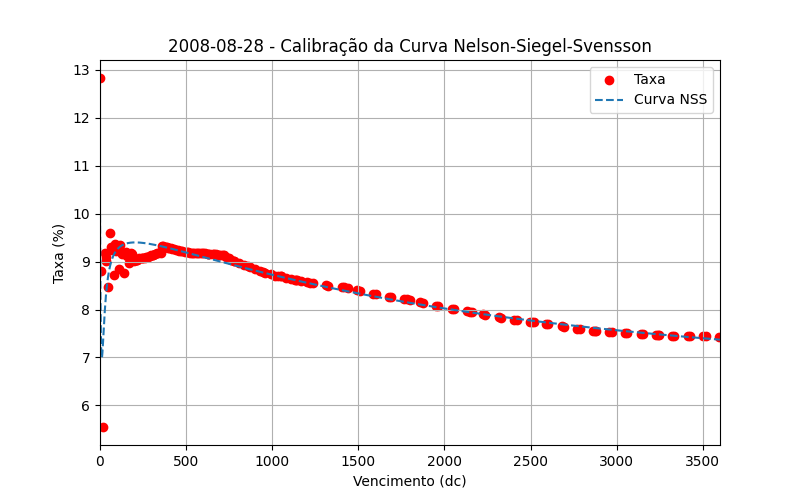 2008-08-28 - Calibração da Curva Nelson-Siegel-Svensson
13
12
11
10
9
8
7
6
Taxa (%)
Taxa
Curva NSS
0 500 1000 1500 2000 2500 3000 3500
Vencimento (dc)